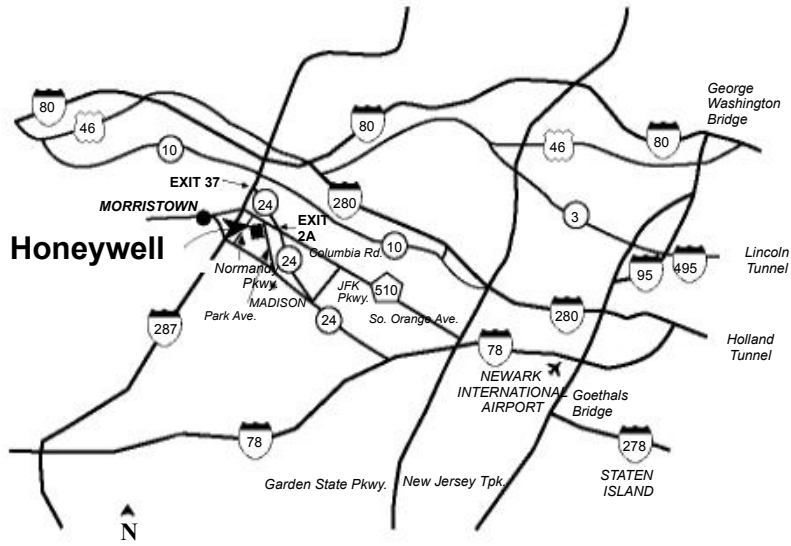 80
46
80
46
80
George
Washington
Bridge
10
EXIT 37
MORRISTOWN
24
280
EXIT
2A
3
Honeywell
Columbia Rd.
10
Normandy
Pkwy.
24
MADISON
JFK
Pkwy.
510
95
495
Lincoln
Tunnel
Park Ave.
24
So. Orange Ave.
287
280
78
Holland
Tunnel
NEWARK
INTERNATIONAL
AIRPORT
Goethals
Bridge
78
278
STATEN
ISLAND
Garden State Pkwy.
New Jersey Tpk.
N